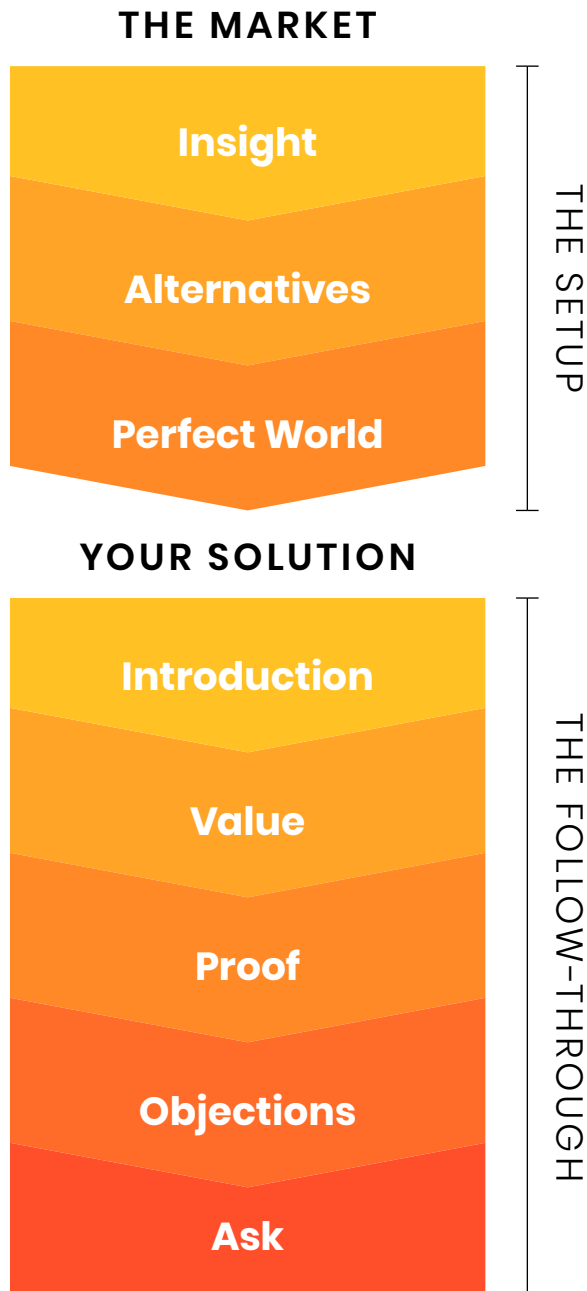 THE MARKET
Insight
Alternatives
Perfect World
THE SETUP
YOUR SOLUTION
Introduction
Value
Proof
Objections
Ask
THE FOLLOW-THROUGH